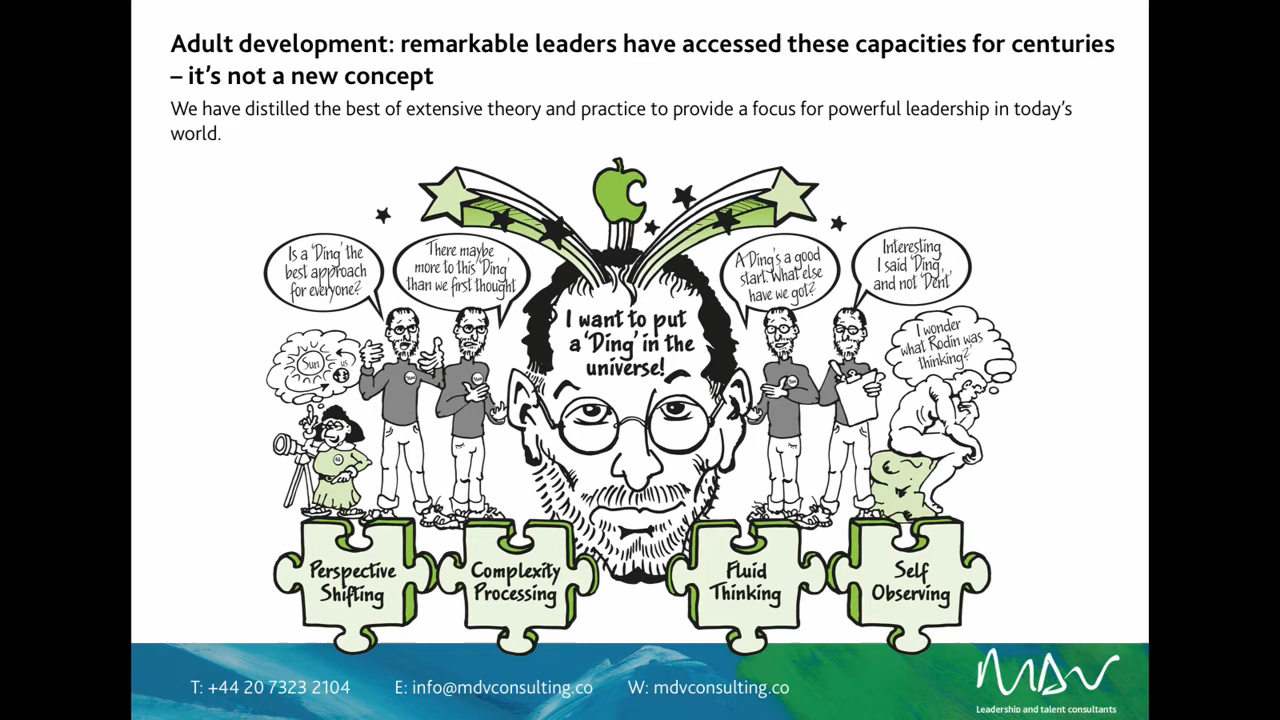 Adult development: remarkable leaders have accessed these capacities for centuries
– it's not a new concept
We have distilled the best of extensive theory and practice to provide a focus for powerful leadership in today's
world.
Is a 'Ding' the
best approach
for everyone?
There maybe
more to this 'Ding'
than we first thought
A Ding's a good
start. What else
have we got?
Interesting
I said 'Ding'
and not 'Dent'
I want to put
a 'Ding' in the
universe!
I wonder
what Rodin was
thinking?
Sun
us
Sun
Sun
Sun
Perspective
Shifting
Complexity
Processing
Fluid
Thinking
Self
Observing
T: +44 20 7323 2104
E: info@mdvconsulting.co
W: mdvconsulting.co
MDV
Leadership and talent consultants